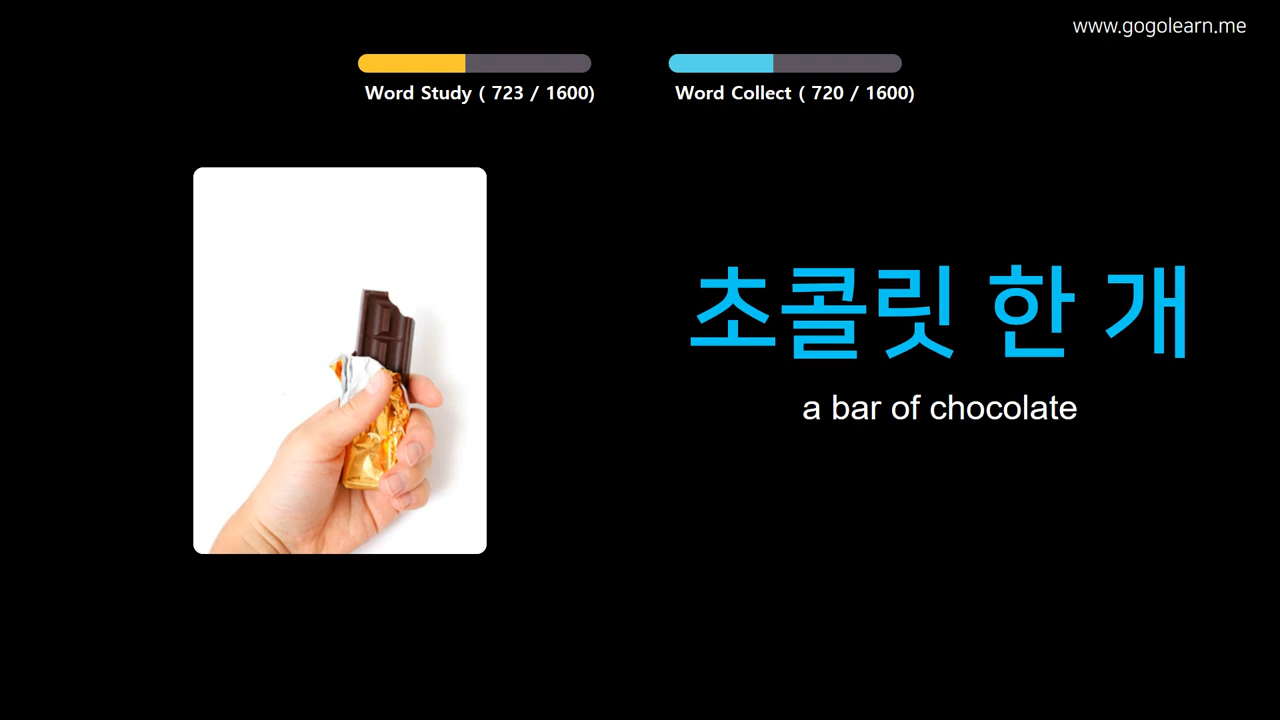 www.gogolearn.me
Word Study ( 723 / 1600)
Word Collect ( 720 / 1600)
초콜릿 한 개
a bar of chocolate